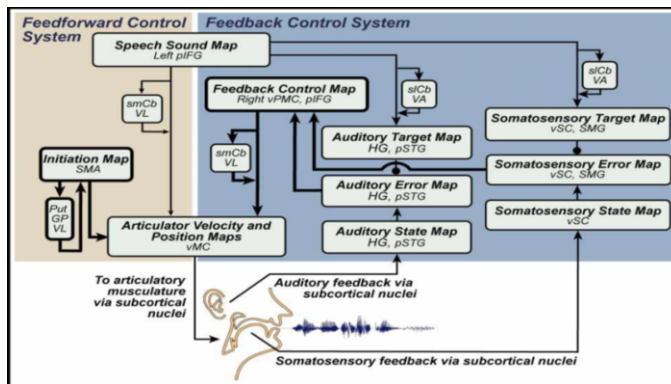 Feedforward Control
System
Feedback Control System
Speech Sound Map
Left pIFG
smCb
VL
Feedback Control Map
Right vPMC, pIFG
slCb
VA
slCb
VA
smCb
VL
Auditory Target Map
HG, pSTG
Somatosensory Target Map
vSC, SMG
Initiation Map
SMA
Auditory Error Map
HG, pSTG
Somatosensory Error Map
vSC, SMG
Put
GP
VL
Articulator Velocity and
Position Maps
vMC
Auditory State Map
HG, pSTG
Somatosensory State Map
vSC
To articulatory
musculature
via subcortical
nuclei
Auditory feedback via
subcortical nuclei
Somatosensory feedback via subcortical nuclei